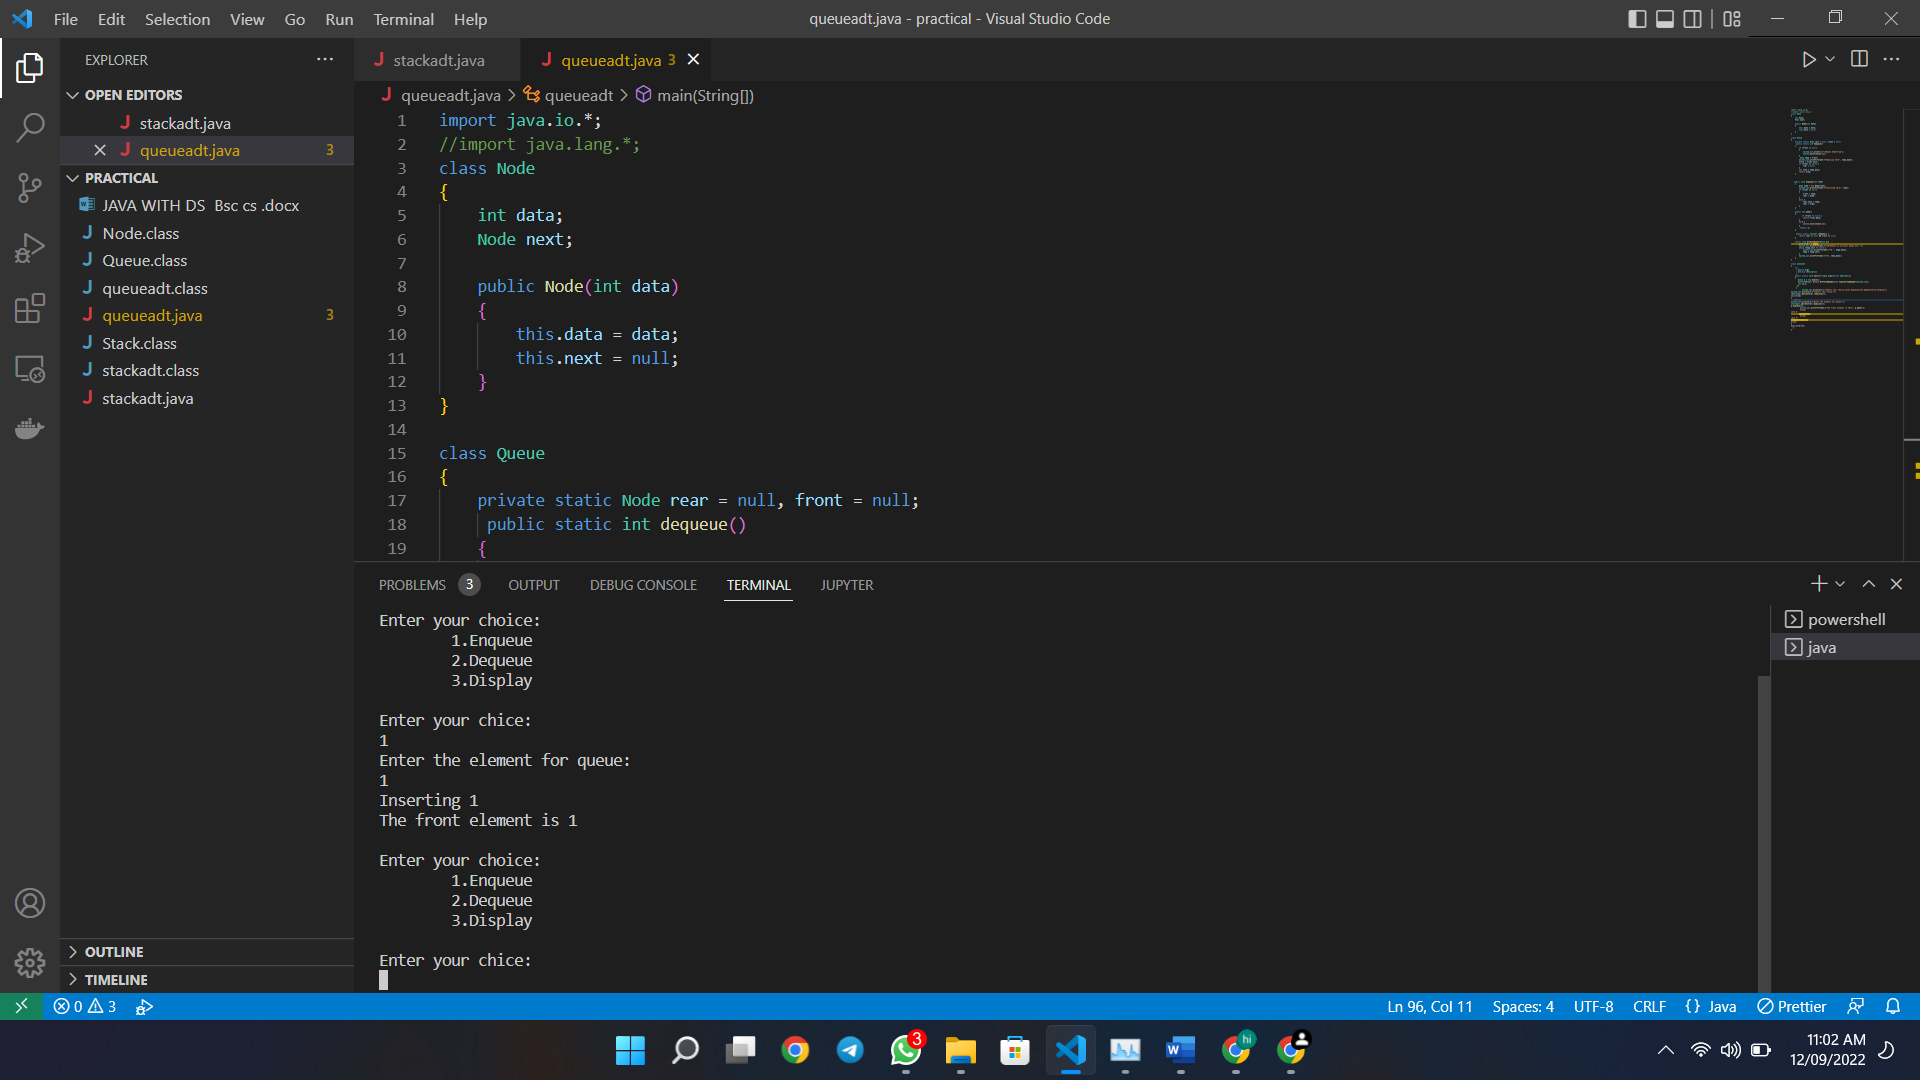 File Edit Selection View Go Run Terminal Help
queueadt.java - practical - Visual Studio Code
EXPLORER
OPEN EDITORS
stackadt.java
queueadt.java 3
PRACTICAL
JAVA WITH DS Bsc cs .docx
Node.class
Queue.class
queueadt.class
queueadt.java 3
Stack.class
stackadt.class
stackadt.java
OUTLINE
TIMELINE
stackadt.java
queueadt.java 3
queueadt.java > queueadt > main(String[])
1 import java.io.*;
2 //import java.lang.*;
3 class Node
4 {
5 int data;
6 Node next;
7
8 public Node(int data)
9 {
10 this.data = data;
11 this.next = null;
12 }
13 }
14
15 class Queue
16 {
17 private static Node rear = null, front = null;
18 public static int dequeue()
19 {
PROBLEMS 3 OUTPUT DEBUG CONSOLE TERMINAL JUPYTER
Enter your choice:
1.Enqueue
2.Dequeue
3.Display
Enter your chice:
1
Enter the element for queue:
1
Inserting 1
The front element is 1
Enter your choice:
1.Enqueue
2.Dequeue
3.Display
Enter your chice:
powershell
java
0 3
Ln 96, Col 11 Spaces: 4 UTF-8 CRLF {} Java Prettier
3
hi
11:02 AM
12/09/2022